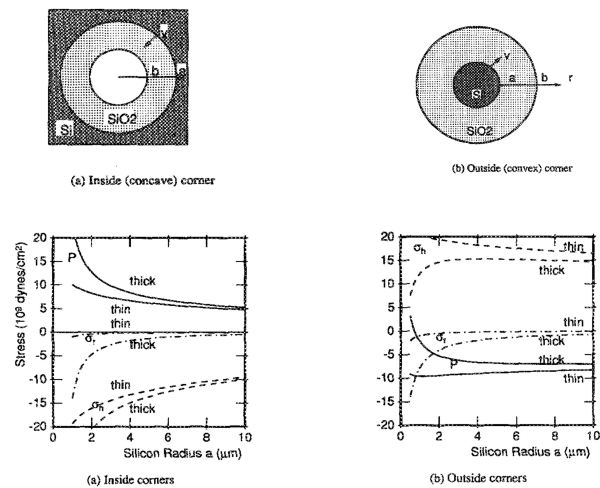 v
b
a
SiO2
Si
(a) Inside (concave) corner
v
a
b
r
Si
SiO2
(b) Outside (convex) corner
Stress (10⁹ dynes/cm²)
20
15
10
5
0
-5
-10
-15
-20
P
thick
thin
thin
σr
thick
thin
σh
thick
0
2
4
6
8
10
Silicon Radius a (μm)
(a) Inside corners
20
15
10
5
0
-5
-10
-15
-20
σh
thin
thick
thin
σr
thick
P
thin
0
2
4
6
8
10
Silicon Radius a (μm)
(b) Outside corners